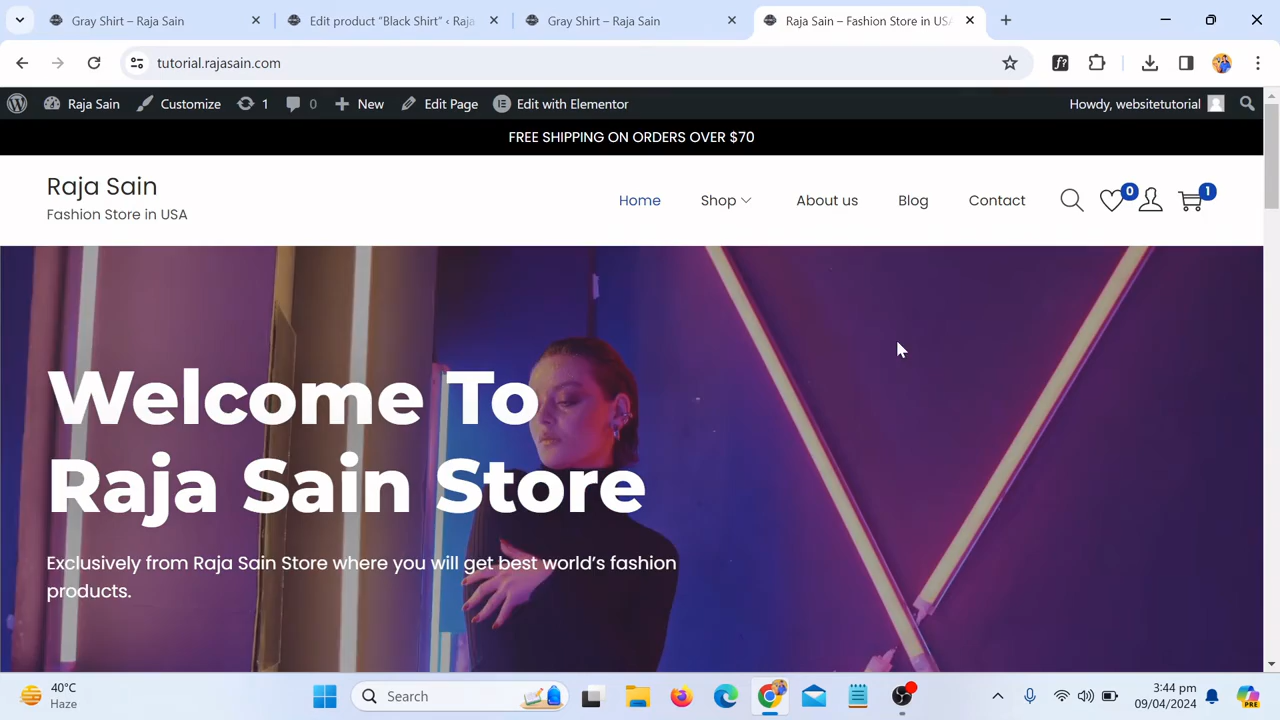 Gray Shirt – Raja Sain
Edit product “Black Shirt” ‹ Raja
Gray Shirt – Raja Sain
Raja Sain – Fashion Store in USA
tutorial.rajasain.com
f?
Raja Sain
Customize
1
0
New
Edit Page
Edit with Elementor
Howdy, websitetutorial
FREE SHIPPING ON ORDERS OVER $70
Raja Sain
Fashion Store in USA
Home
Shop
About us
Blog
Contact
0
1
Welcome To
Raja Sain Store
Exclusively from Raja Sain Store where you will get best world’s fashion
products.
40°C
Haze
Search
PRE
3:44 pm
09/04/2024